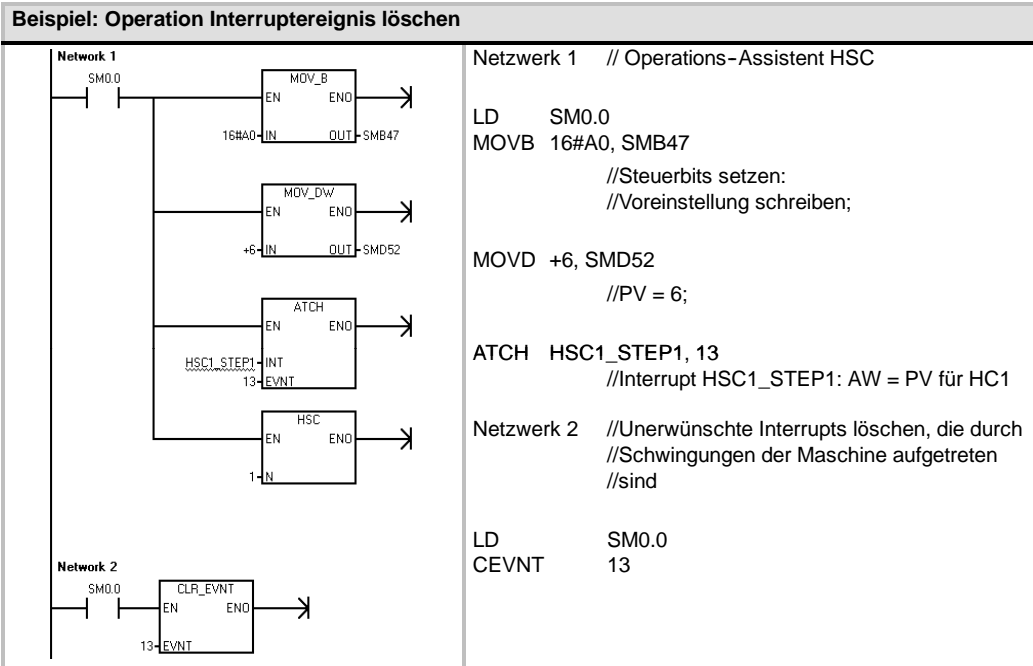 Beispiel: Operation Interruptereignis löschen
Network 1
SM0.0
MOV_B
EN ENO
16#A0 IN OUT SMB47
MOV_DW
EN ENO
+6 IN OUT SMD52
ATCH
EN ENO
HSC1_STEP1 INT
13 EVNT
HSC
EN ENO
1 N
Network 2
SM0.0
CLR_EVNT
EN ENO
13 EVNT
Netzwerk 1 // Operations-Assistent HSC
LD SM0.0
MOVB 16#A0, SMB47
//Steuerbits setzen:
//Voreinstellung schreiben;
MOVD +6, SMD52
//PV = 6;
ATCH HSC1_STEP1, 13
//Interrupt HSC1_STEP1: AW = PV für HC1
Netzwerk 2 //Unerwünschte Interrupts löschen, die durch
//Schwingungen der Maschine aufgetreten
//sind
LD SM0.0
CEVNT 13